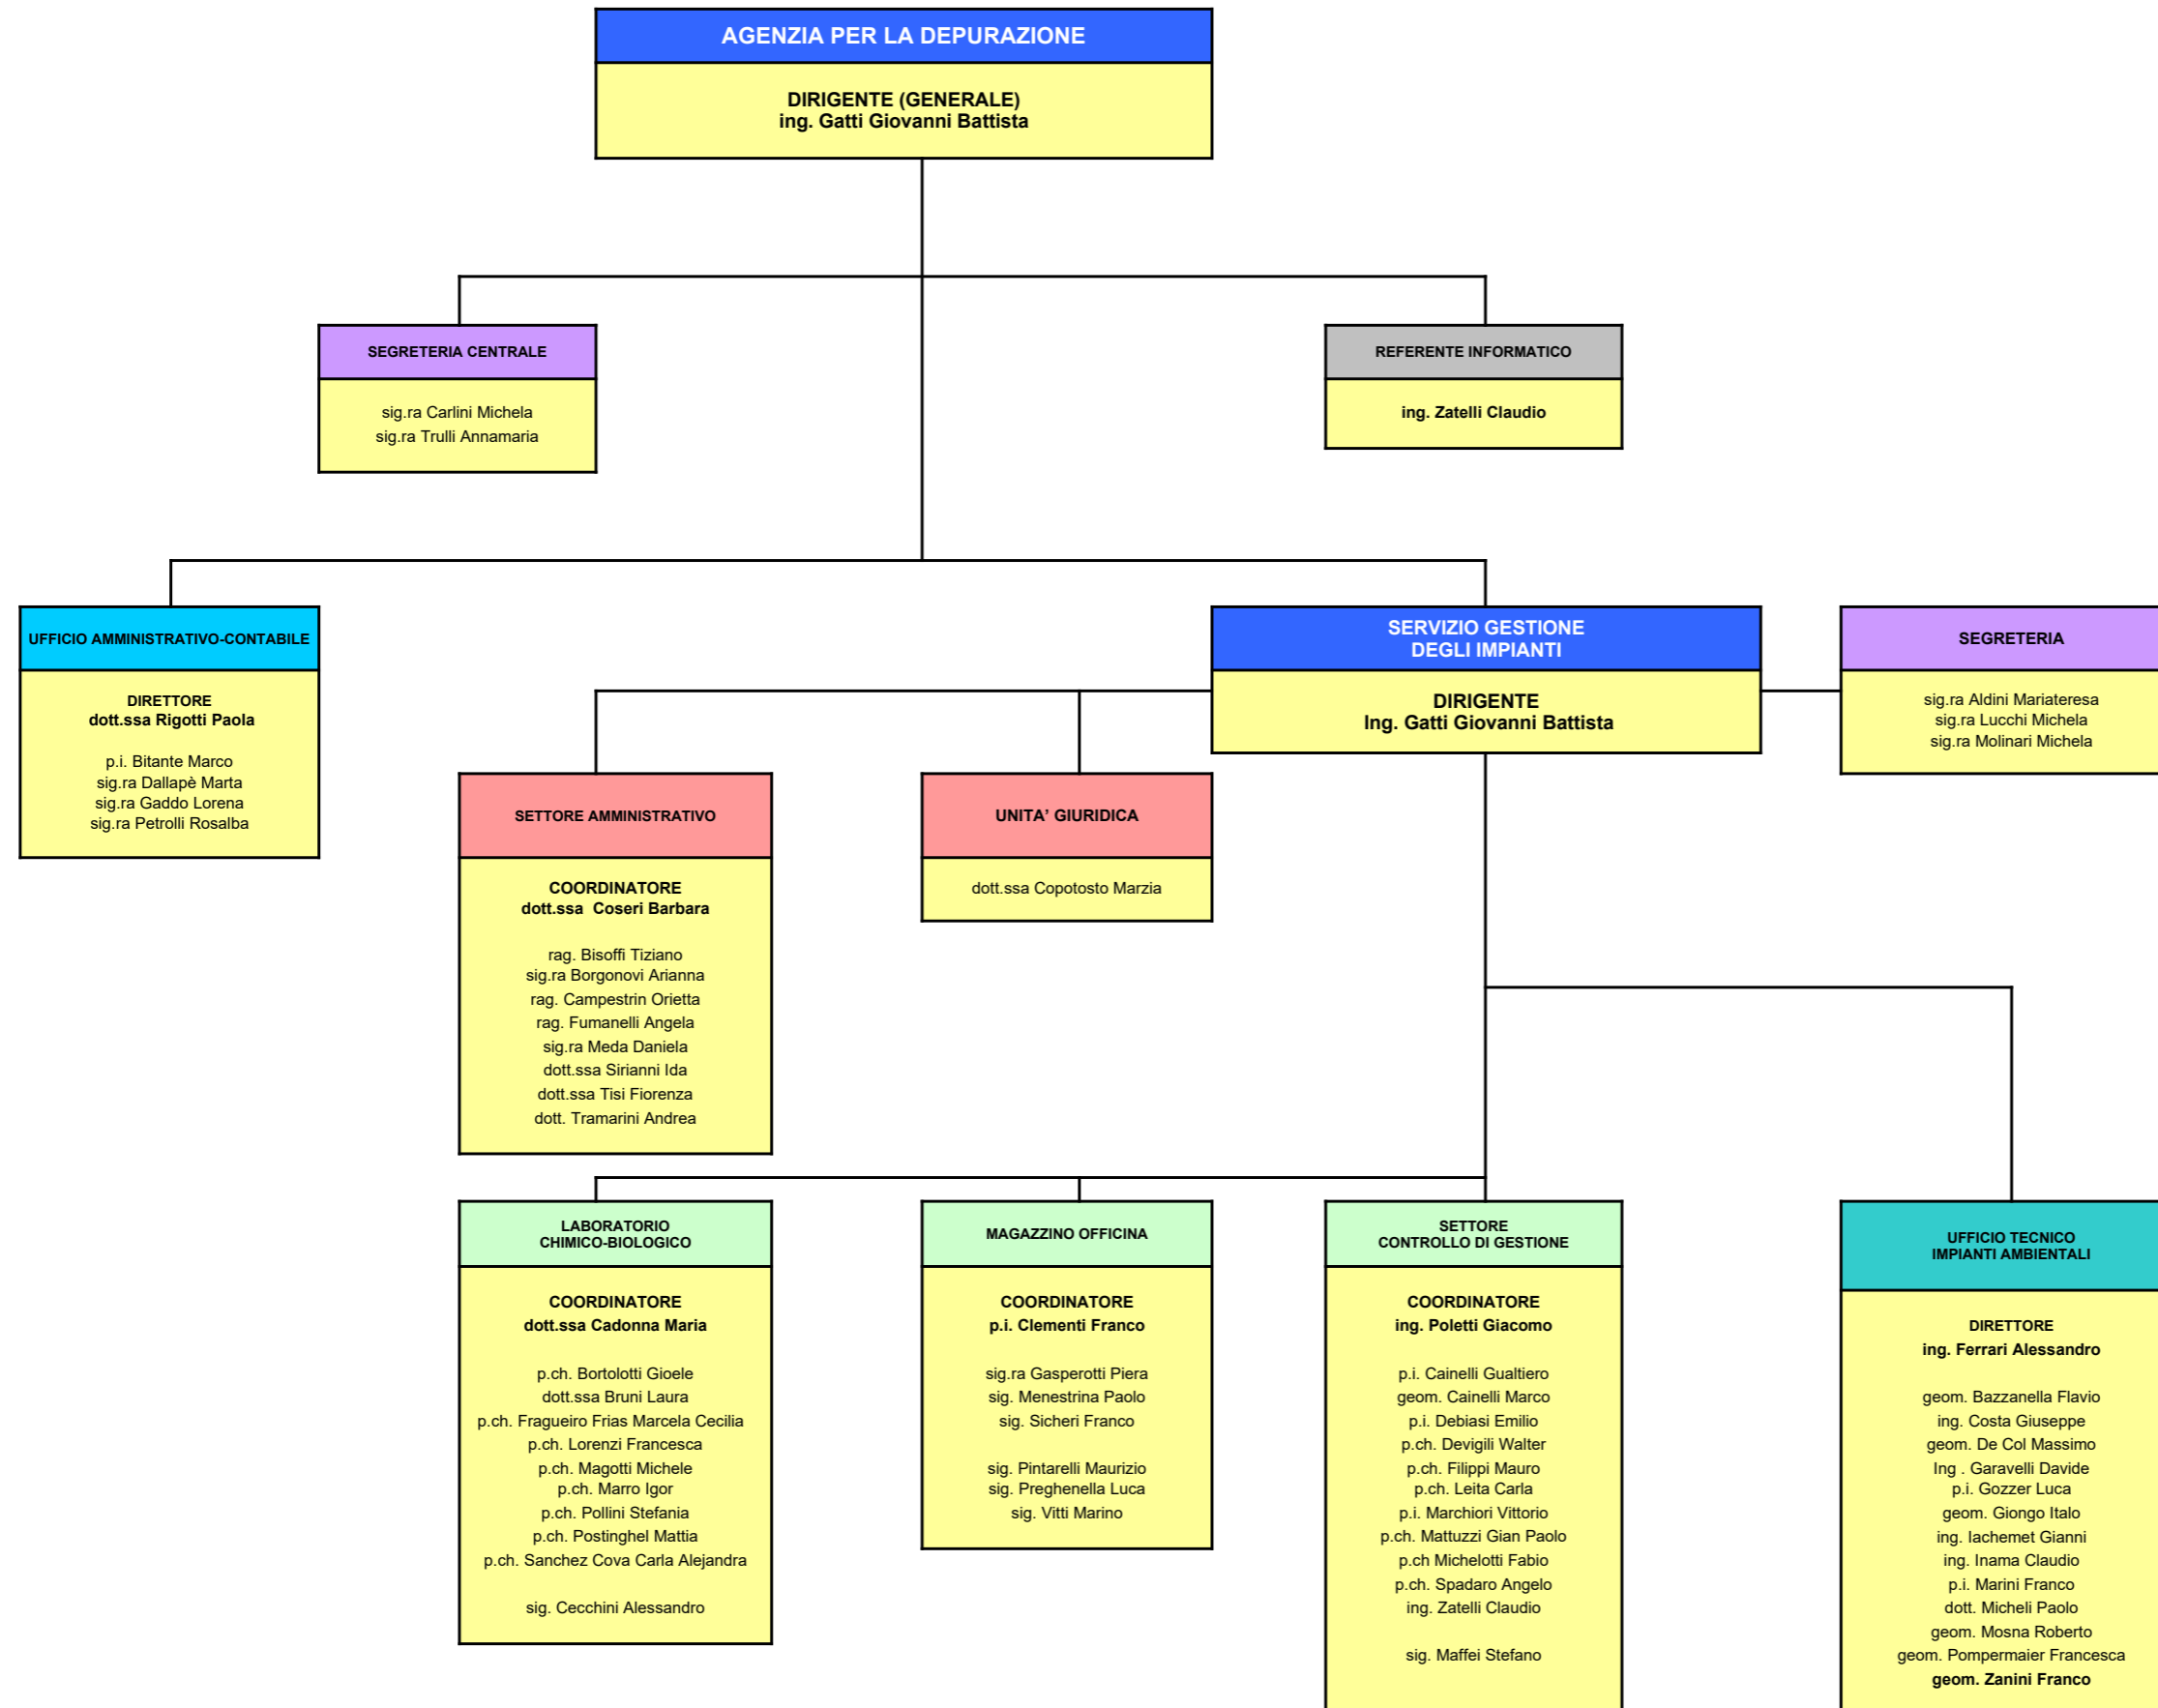 AGENZIA PER LA DEPURAZIONE
DIRIGENTE (GENERALE)
ing. Gatti Giovanni Battista
SEGRETERIA CENTRALE
sig.ra Carlini Michela
sig.ra Trulli Annamaria
REFERENTE INFORMATICO
ing. Zatelli Claudio
UFFICIO AMMINISTRATIVO-CONTABILE
DIRETTORE
dott.ssa Rigotti Paola
p.i. Bitante Marco
sig.ra Dallapè Marta
sig.ra Gaddo Lorena
sig.ra Petrolli Rosalba
SERVIZIO GESTIONE
DEGLI IMPIANTI
DIRIGENTE
Ing. Gatti Giovanni Battista
SEGRETERIA
sig.ra Aldini Mariateresa
sig.ra Lucchi Michela
sig.ra Molinari Michela
SETTORE AMMINISTRATIVO
COORDINATORE
dott.ssa  Coseri Barbara
rag. Bisoffi Tiziano
sig.ra Borgonovi Arianna
rag. Campestrin Orietta
rag. Fumanelli Angela
sig.ra Meda Daniela
dott.ssa Sirianni Ida
dott.ssa Tisi Fiorenza
dott. Tramarini Andrea
UNITA' GIURIDICA
dott.ssa Copotosto Marzia
LABORATORIO
CHIMICO-BIOLOGICO
COORDINATORE
dott.ssa Cadonna Maria
p.ch. Bortolotti Gioele
dott.ssa Bruni Laura
p.ch. Fragueiro Frias Marcela Cecilia
p.ch. Lorenzi Francesca
p.ch. Magotti Michele
p.ch. Marro Igor
p.ch. Pollini Stefania
p.ch. Postinghel Mattia
p.ch. Sanchez Cova Carla Alejandra
sig. Cecchini Alessandro
MAGAZZINO OFFICINA
COORDINATORE
p.i. Clementi Franco
sig.ra Gasperotti Piera
sig. Menestrina Paolo
sig. Sicheri Franco
sig. Pintarelli Maurizio
sig. Preghenella Luca
sig. Vitti Marino
SETTORE
CONTROLLO DI GESTIONE
COORDINATORE
ing. Poletti Giacomo
p.i. Cainelli Gualtiero
geom. Cainelli Marco
p.i. Debiasi Emilio
p.ch. Devigili Walter
p.ch. Filippi Mauro
p.ch. Leita Carla
p.i. Marchiori Vittorio
p.ch. Mattuzzi Gian Paolo
p.ch Michelotti Fabio
p.ch. Spadaro Angelo
ing. Zatelli Claudio
sig. Maffei Stefano
UFFICIO TECNICO
IMPIANTI AMBIENTALI
DIRETTORE
ing. Ferrari Alessandro
geom. Bazzanella Flavio
ing. Costa Giuseppe
geom. De Col Massimo
Ing . Garavelli Davide
p.i. Gozzer Luca
geom. Giongo Italo
ing. Iachemet Gianni
ing. Inama Claudio
p.i. Marini Franco
dott. Micheli Paolo
geom. Mosna Roberto
geom. Pompermaier Francesca
geom. Zanini Franco